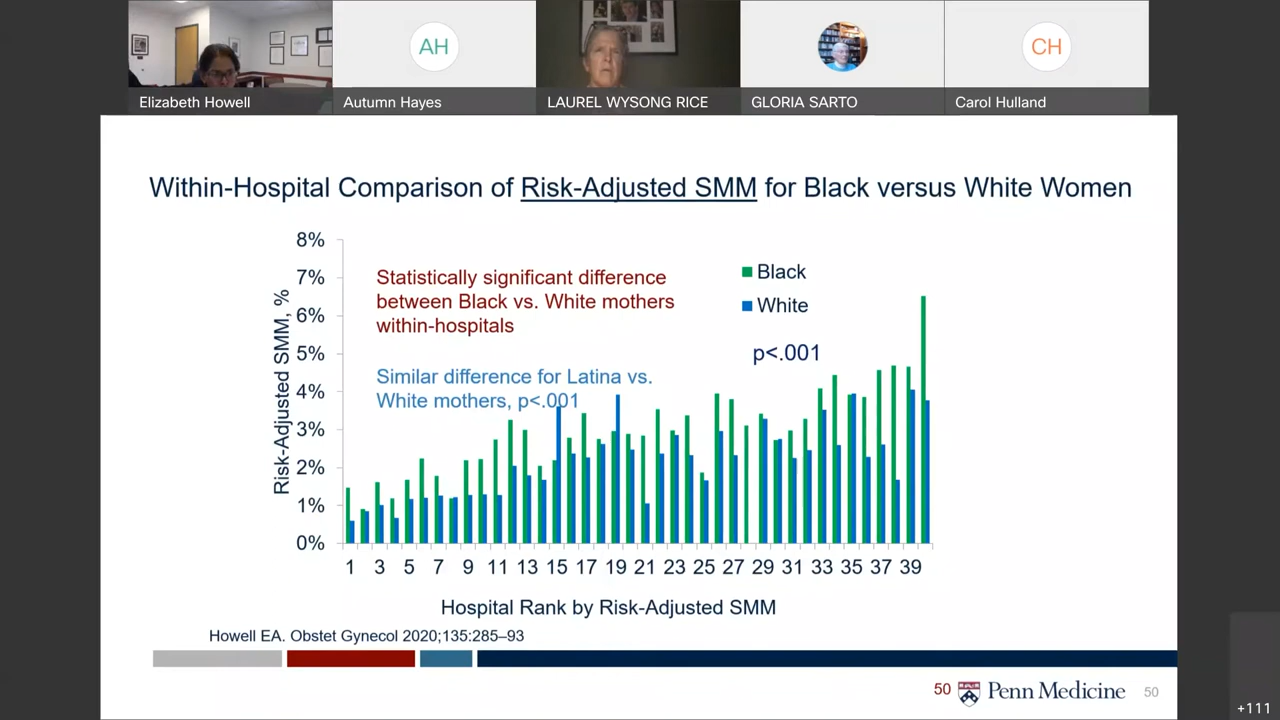 AH
CH
Elizabeth Howell
Autumn Hayes
LAUREL WYSONG RICE
GLORIA SARTO
Carol Hulland
Within-Hospital Comparison of Risk-Adjusted SMM for Black versus White Women
Risk-Adjusted SMM, %
8%
7%
6%
5%
4%
3%
2%
1%
0%
Statistically significant difference
between Black vs. White mothers
within-hospitals
Similar difference for Latina vs.
White mothers, p<.001
Black
White
p<.001
1 3 5 7 9 11 13 15 17 19 21 23 25 27 29 31 33 35 37 39
Hospital Rank by Risk-Adjusted SMM
Howell EA. Obstet Gynecol 2020;135:285–93
50 Penn Medicine 50
+111